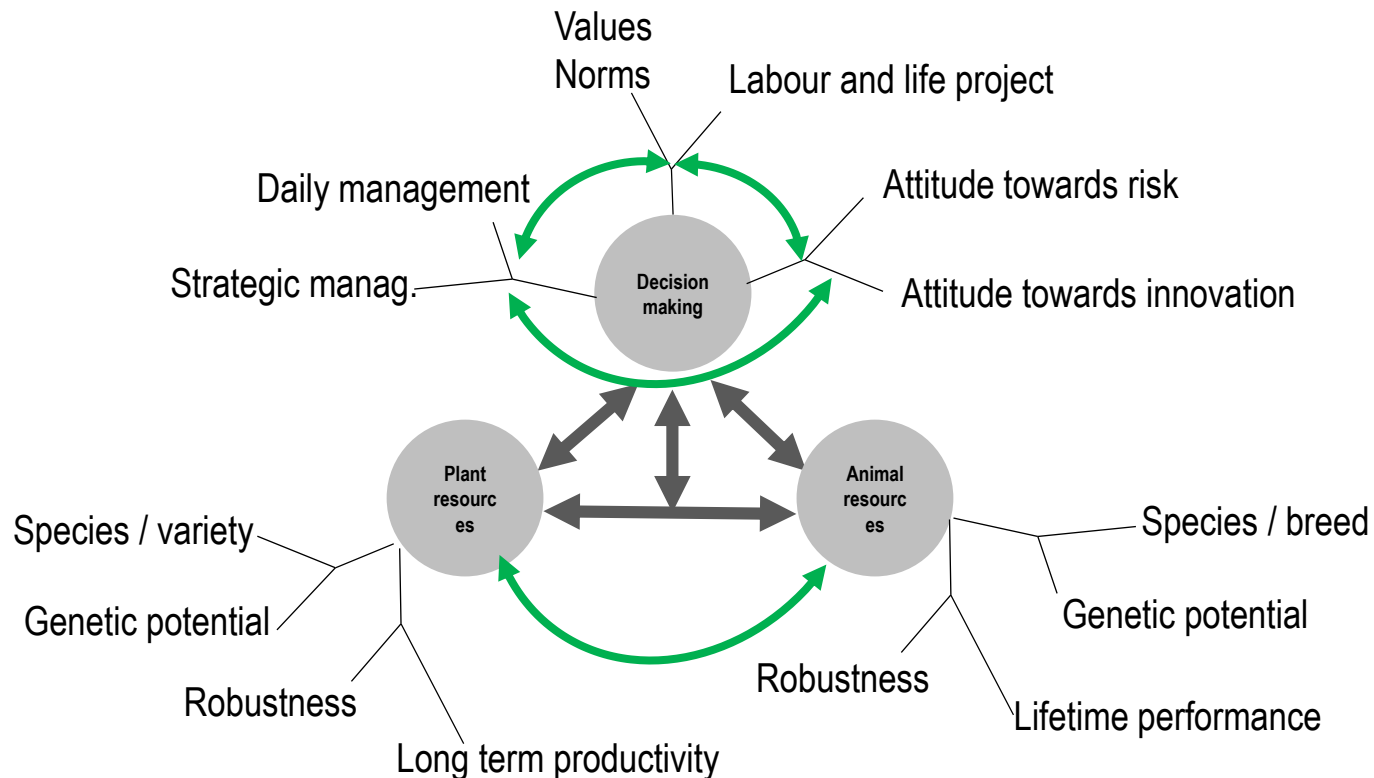 Values
Norms
Labour and life project
Daily management
Attitude towards risk
Strategic manag.
Decision
making
Attitude towards innovation
Plant
resourc
es
Animal
resourc
es
Species / variety
Species / breed
Genetic potential
Genetic potential
Robustness
Robustness
Long term productivity
Lifetime performance